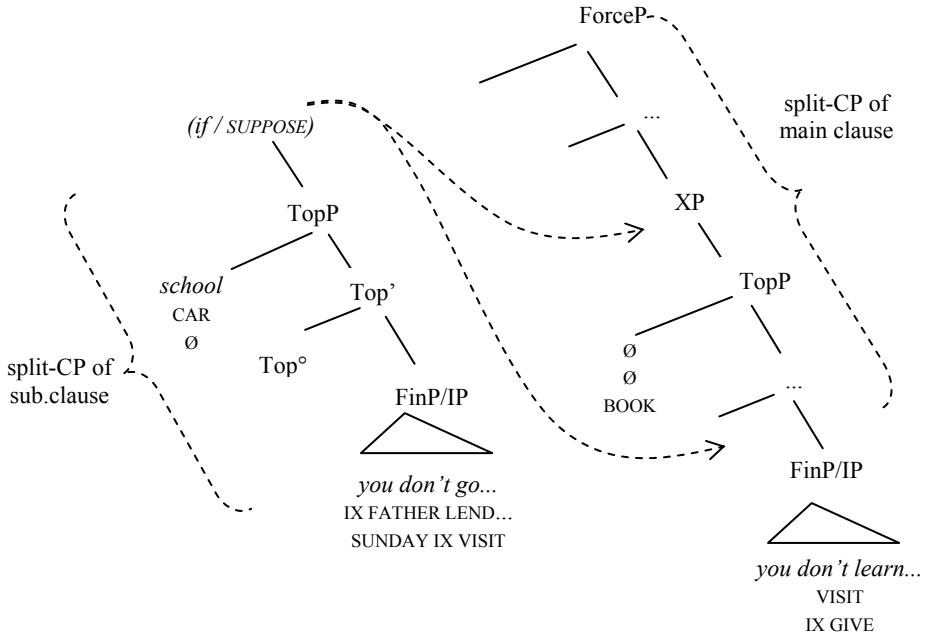 ForceP
split-CP of
main clause
...
(if / SUPPOSE)
XP
TopP
TopP
school
CAR
Ø
Top’
Ø
Ø
BOOK
split-CP of
sub.clause
Top°
...
FinP/IP
FinP/IP
you don’t go...
IX FATHER LEND...
SUNDAY IX VISIT
you don’t learn...
VISIT
IX GIVE